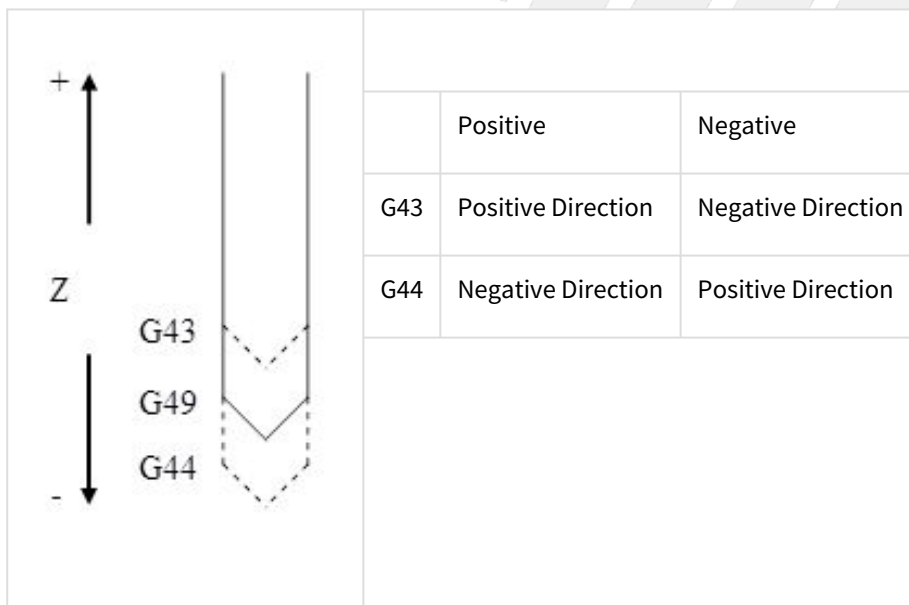 +
Z
G43
G49
G44
-
Positive Negative
G43 Positive Direction Negative Direction
G44 Negative Direction Positive Direction